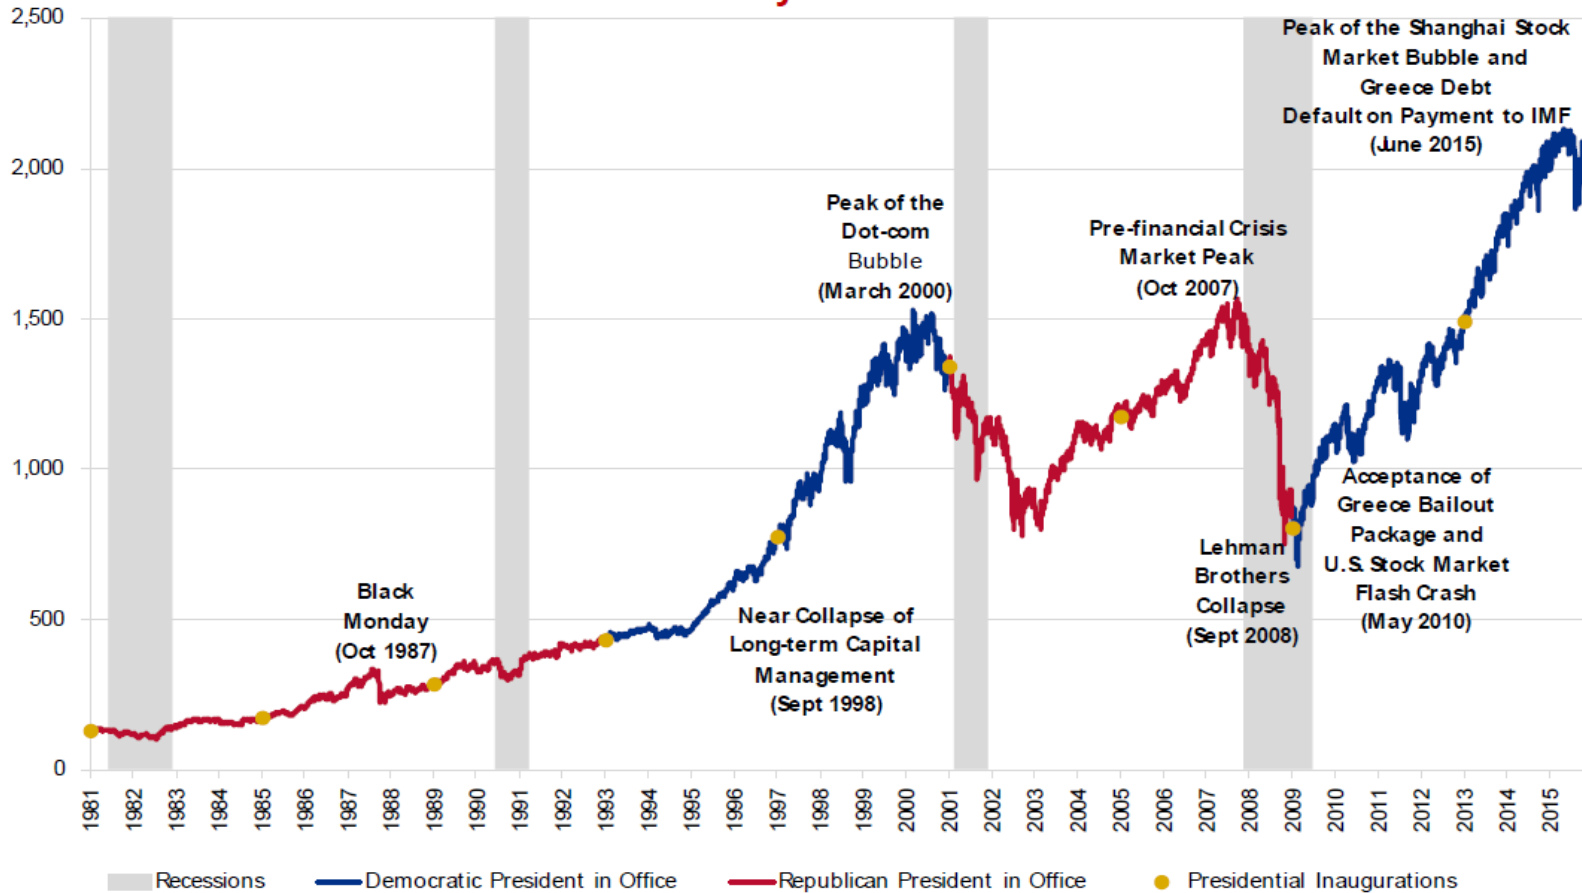 2,500
2,000
1,500
1,000
500
0
Peak of the Shanghai Stock
Market Bubble and
Greece Debt
Default on Payment to IMF
(June 2015)
Peak of the
Dot-com
Bubble
(March 2000)
Pre-financial Crisis
Market Peak
(Oct 2007)
Black
Monday
(Oct 1987)
Near Collapse of
Long-term Capital
Management
(Sept 1998)
Lehman
Brothers
Collapse
(Sept 2008)
Acceptance of
Greece Bailout
Package and
U.S. Stock Market
Flash Crash
(May 2010)
1981
1982
1983
1984
1985
1986
1987
1988
1989
1990
1991
1992
1993
1994
1995
1996
1997
1998
1999
2000
2001
2002
2003
2004
2005
2006
2007
2008
2009
2010
2011
2012
2013
2014
2015
Recessions
Democratic President in Office
Republican President in Office
Presidential Inaugurations